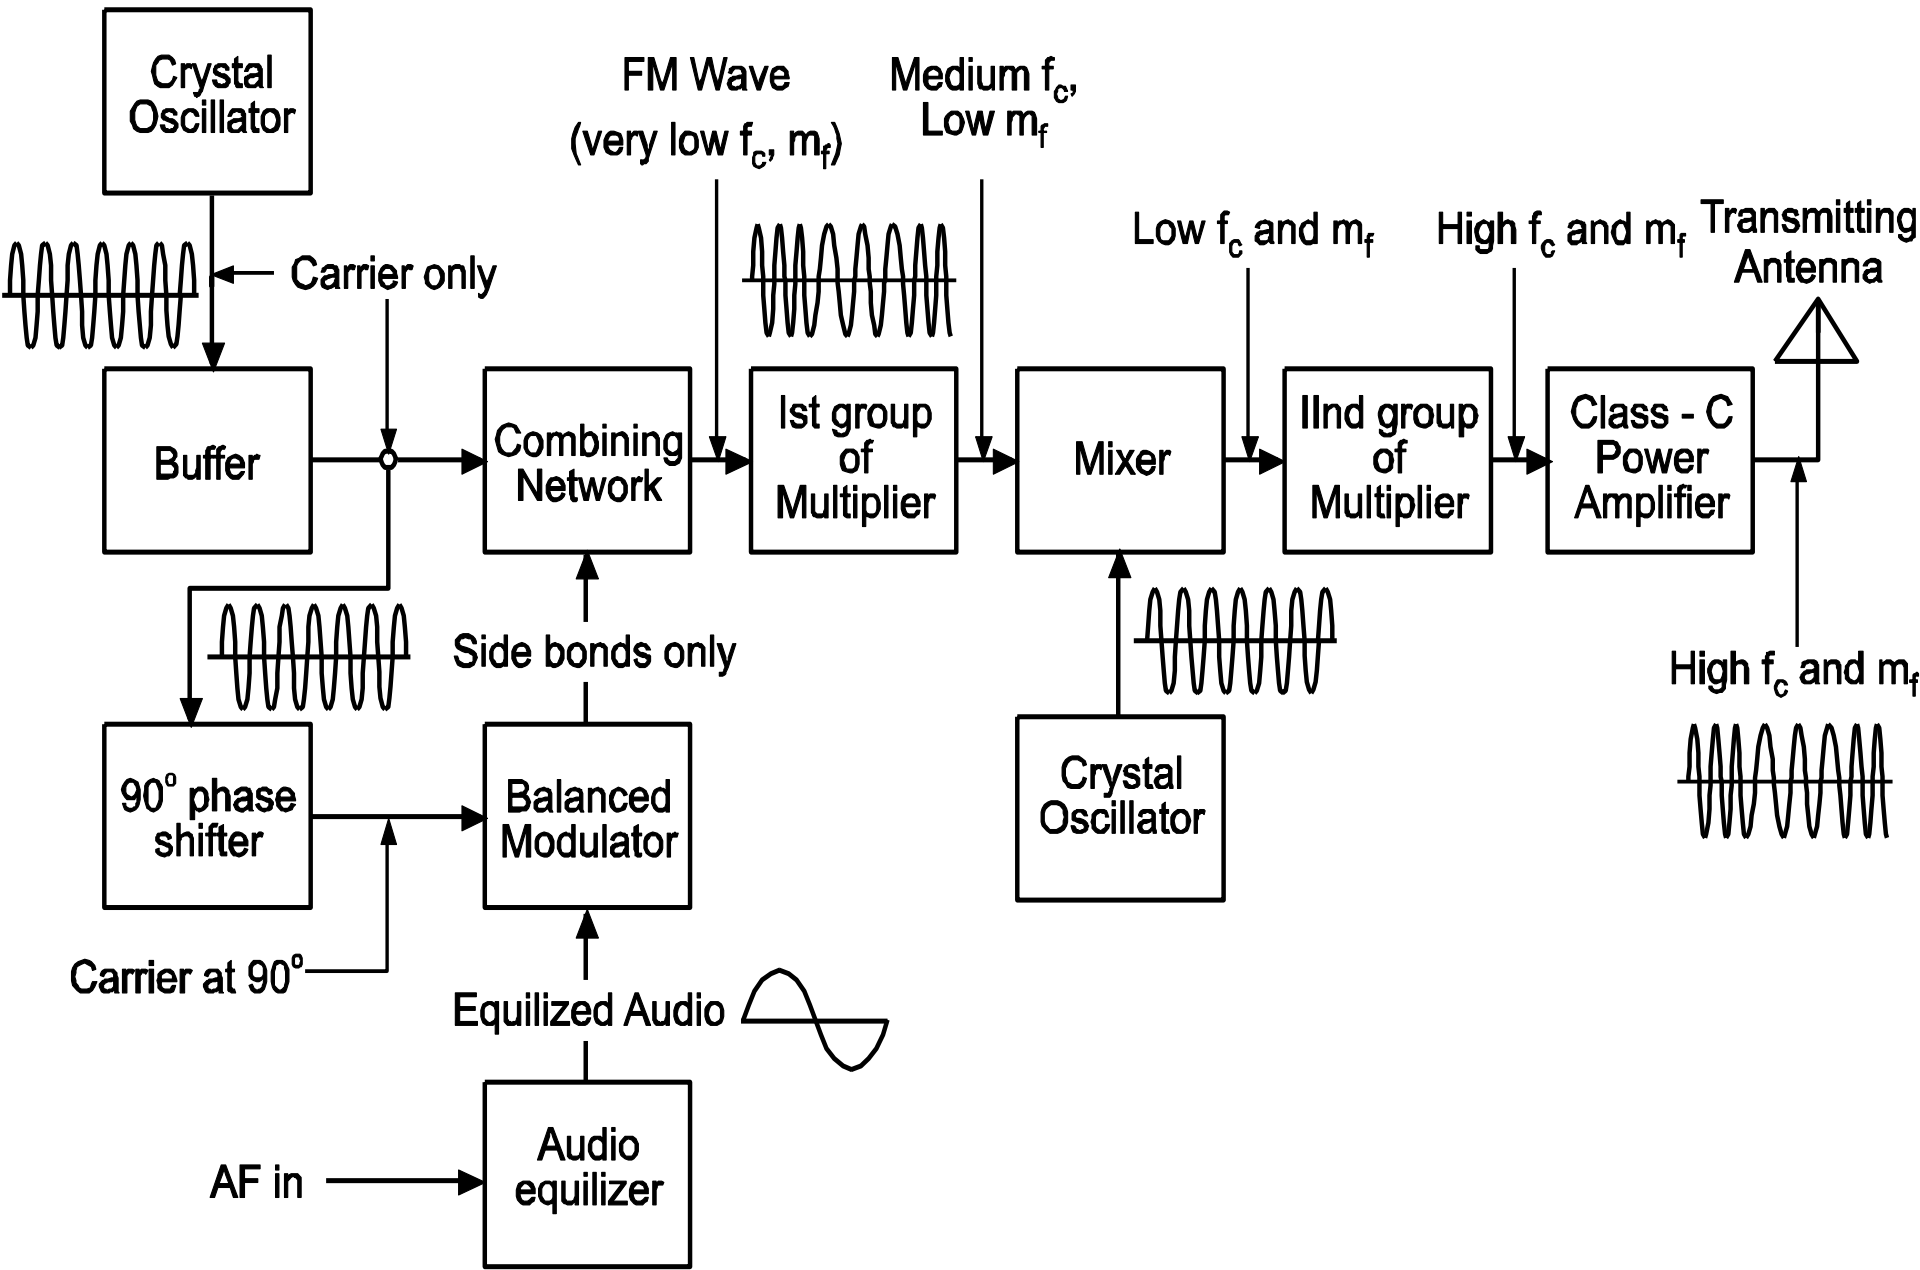 Crystal
Oscillator
FM Wave
(very low fc, mf)
Medium fc,
Low mf
Carrier only
Low fc and mf
High fc and mf
Transmitting
Antenna
Buffer
Combining
Network
Ist group
of
Multiplier
Mixer
IInd group
of
Multiplier
Class - C
Power
Amplifier
Side bonds only
High fc and mf
90° phase
shifter
Balanced
Modulator
Crystal
Oscillator
Carrier at 90°
Equilized Audio
AF in
Audio
equilizer